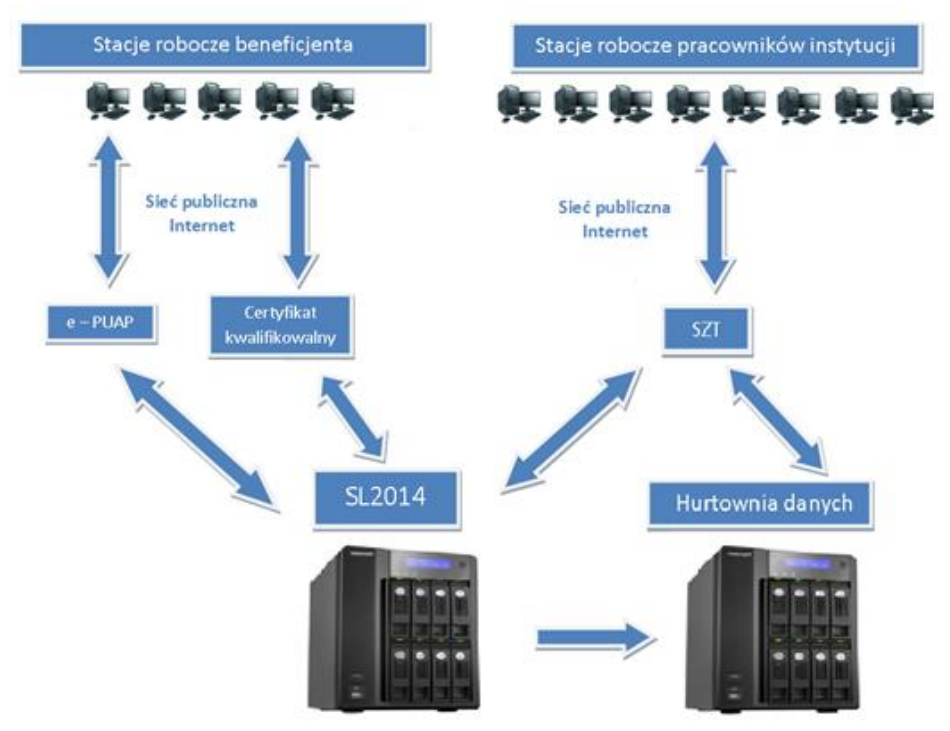 Stacje robocze beneficjenta
Stacje robocze pracowników instytucji
Sieć publiczna
Internet
Sieć publiczna
Internet
e – PUAP
Certyfikat
kwalifikowalny
SZT
SL2014
Hurtownia danych